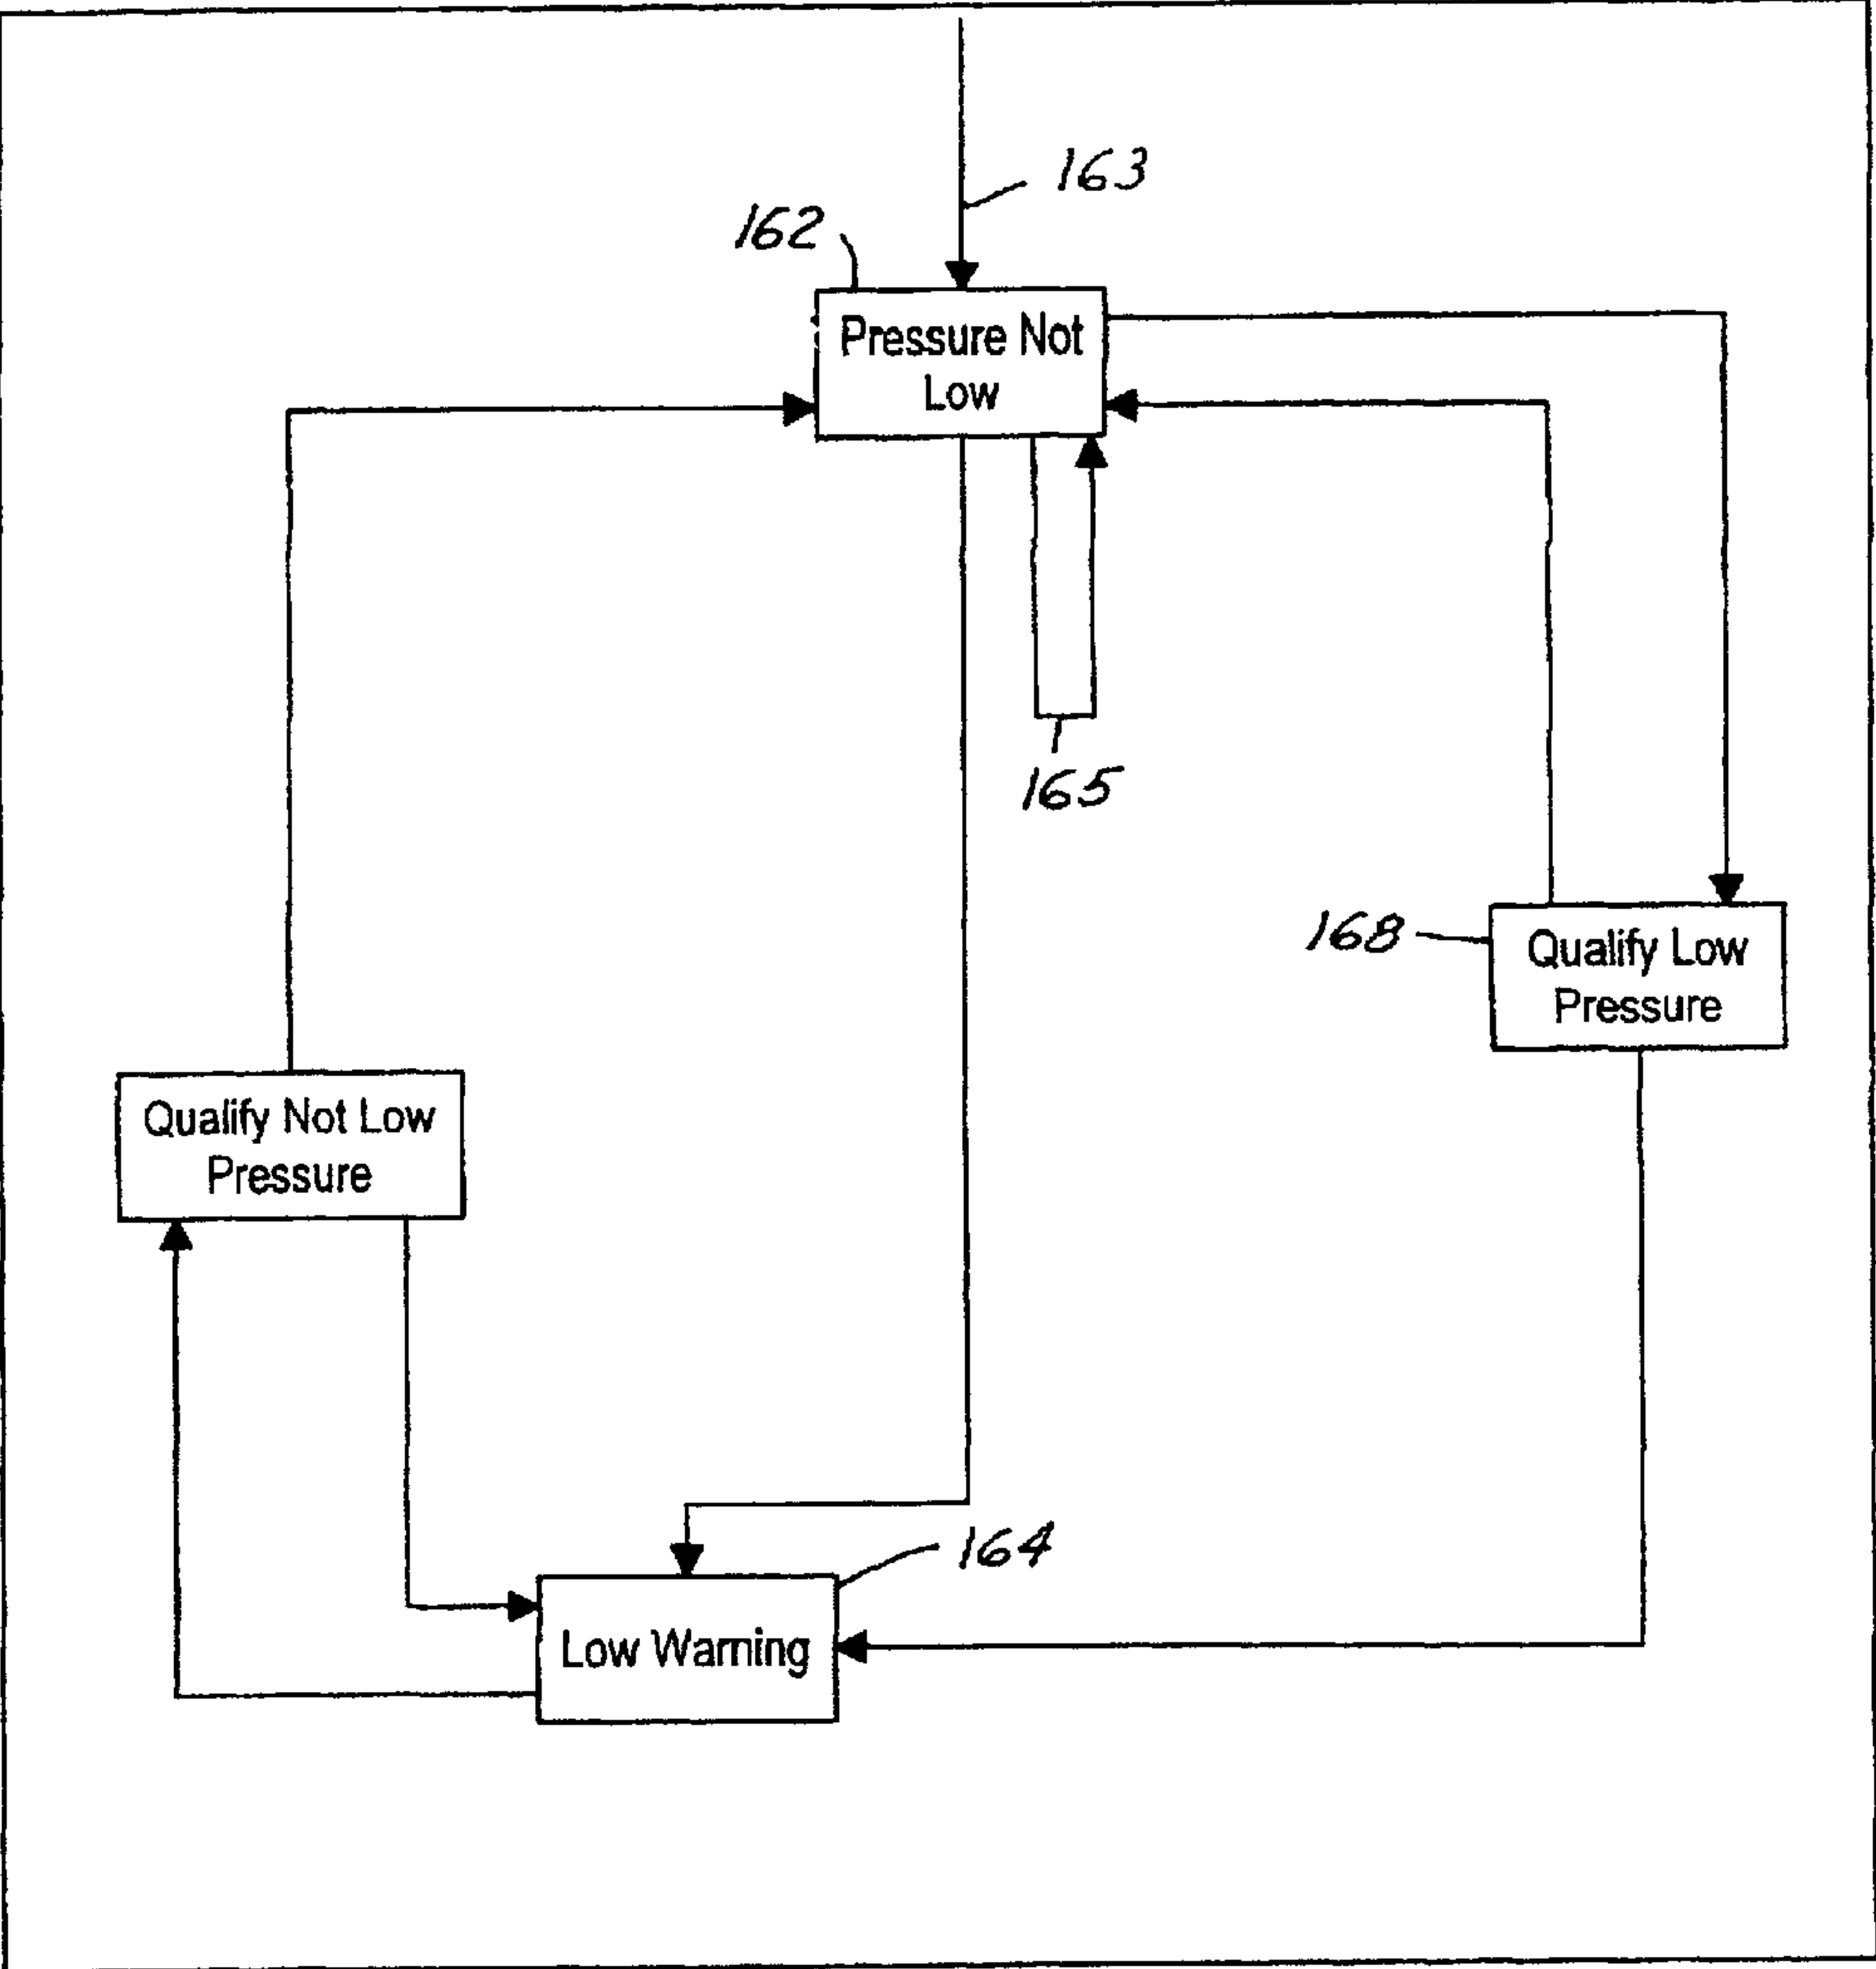 163
162
Pressure Not
Low
165
168
Qualify Low
Pressure
Qualify Not Low
Pressure
164
Low Warning